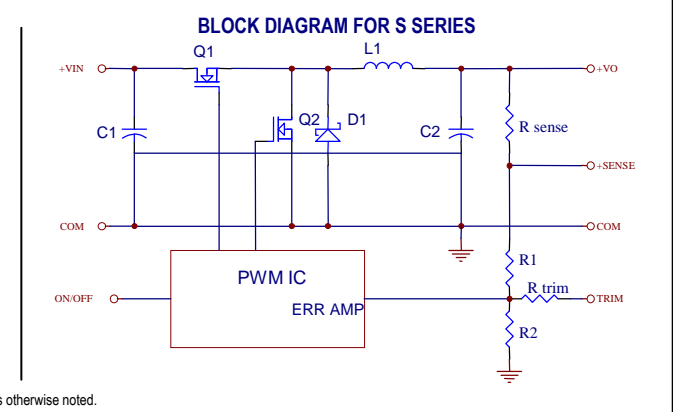 BLOCK DIAGRAM FOR S SERIES
Q1
L1
+VIN
+VO
C1
Q2
D1
C2
R sense
+SENSE
COM
COM
R1
PWM IC
R trim
ON/OFF
ERR AMP
TRIM
R2
s otherwise noted.